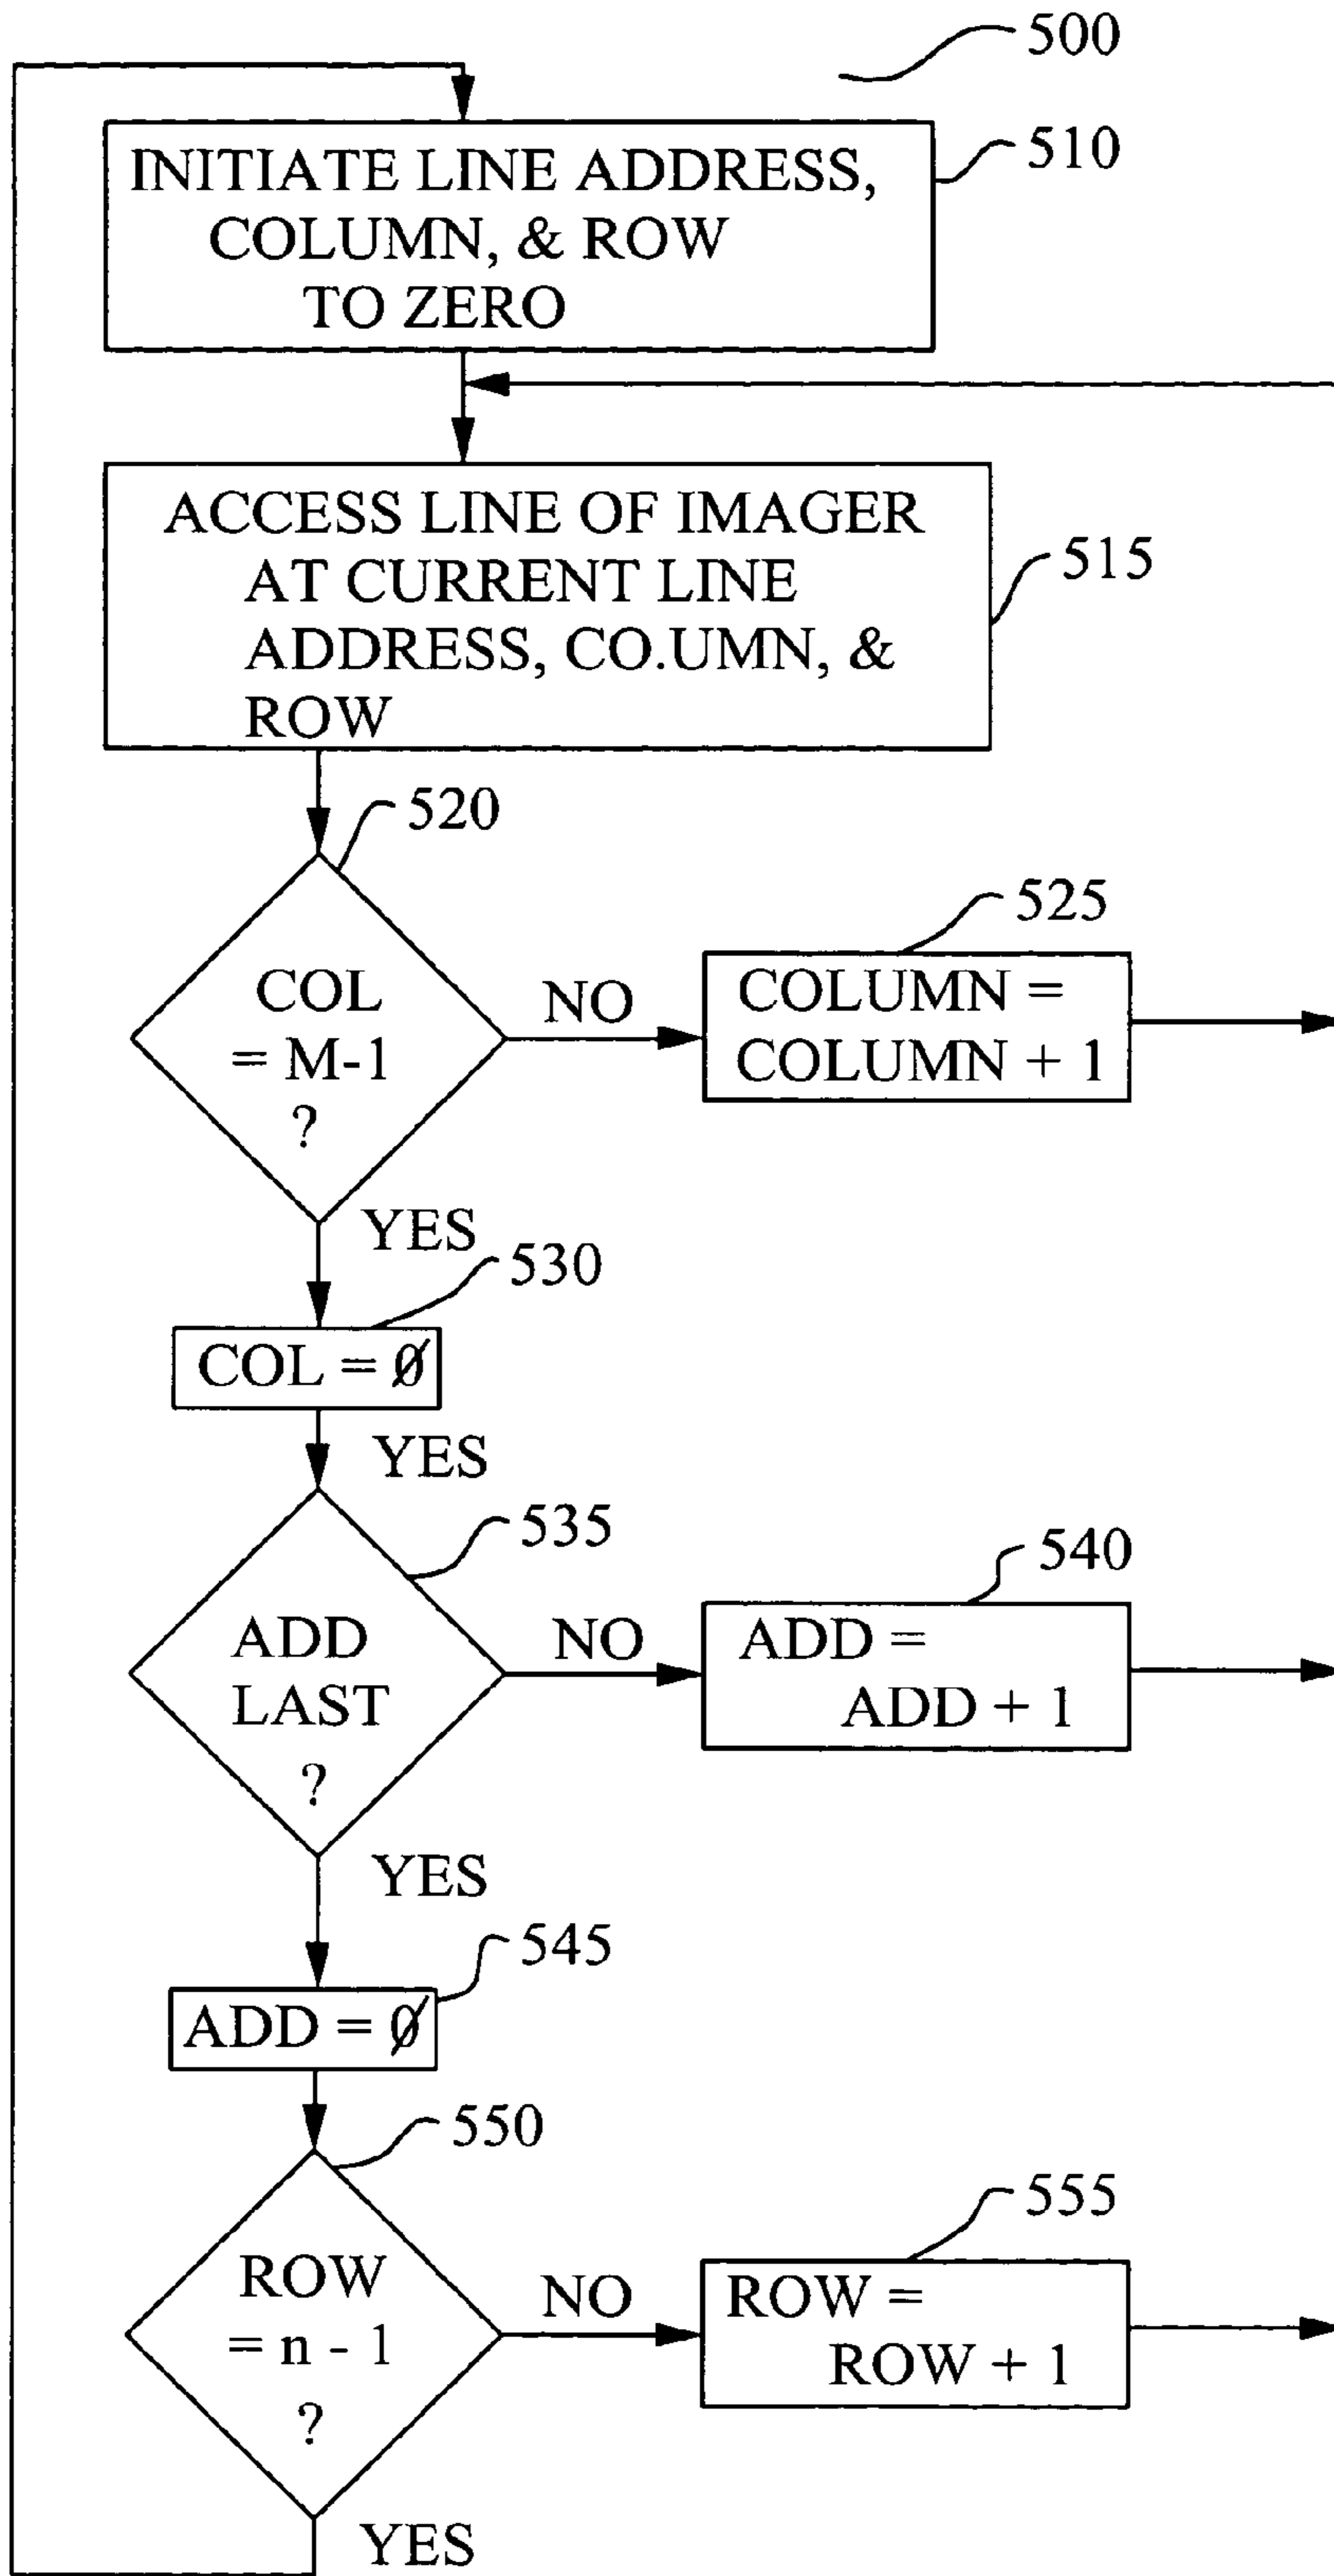 500
INITIATE LINE ADDRESS,
COLUMN, & ROW
TO ZERO
510
ACCESS LINE OF IMAGER
AT CURRENT LINE
ADDRESS, CO.UMN, &
ROW
515
520
COL
= M-1
?
NO
525
COLUMN =
COLUMN + 1
YES
530
COL = 0̸
YES
535
ADD
LAST
?
NO
540
ADD =
ADD + 1
YES
545
ADD = 0̸
550
ROW
= n - 1
?
NO
555
ROW =
ROW + 1
YES